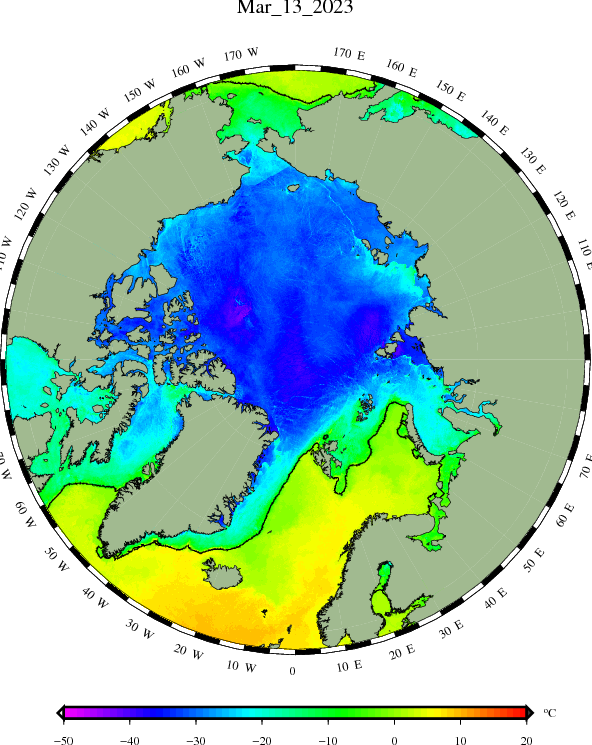 Mar_13_2023
170 W
170 E
160 W
160 E
150 W
150 E
140 W
140 E
130 W
130 E
120 W
120 E
110 E
70 E
60 W
60 E
50 W
50 E
40 W
40 E
30 W
30 E
20 W
20 E
10 W
10 E
0
°C
−50 −40 −30 −20 −10 0 10 20